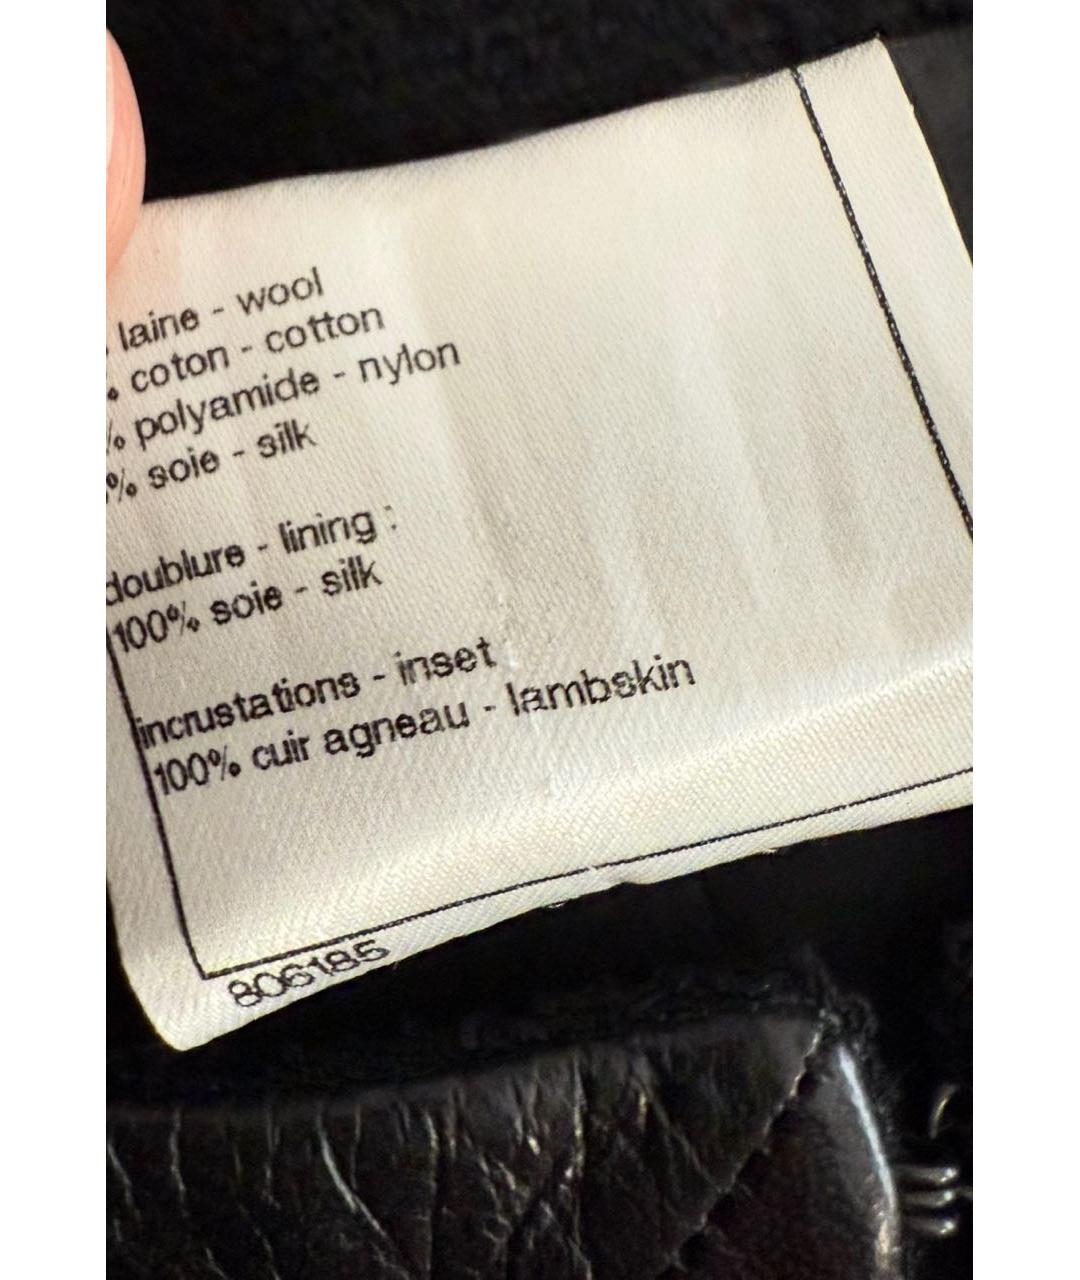 laine - wool
% coton - cotton
% polyamide - nylon
% soie - silk
doublure - lining :
100% soie - silk
incrustations - inset
100% cuir agneau - lambskin
806185